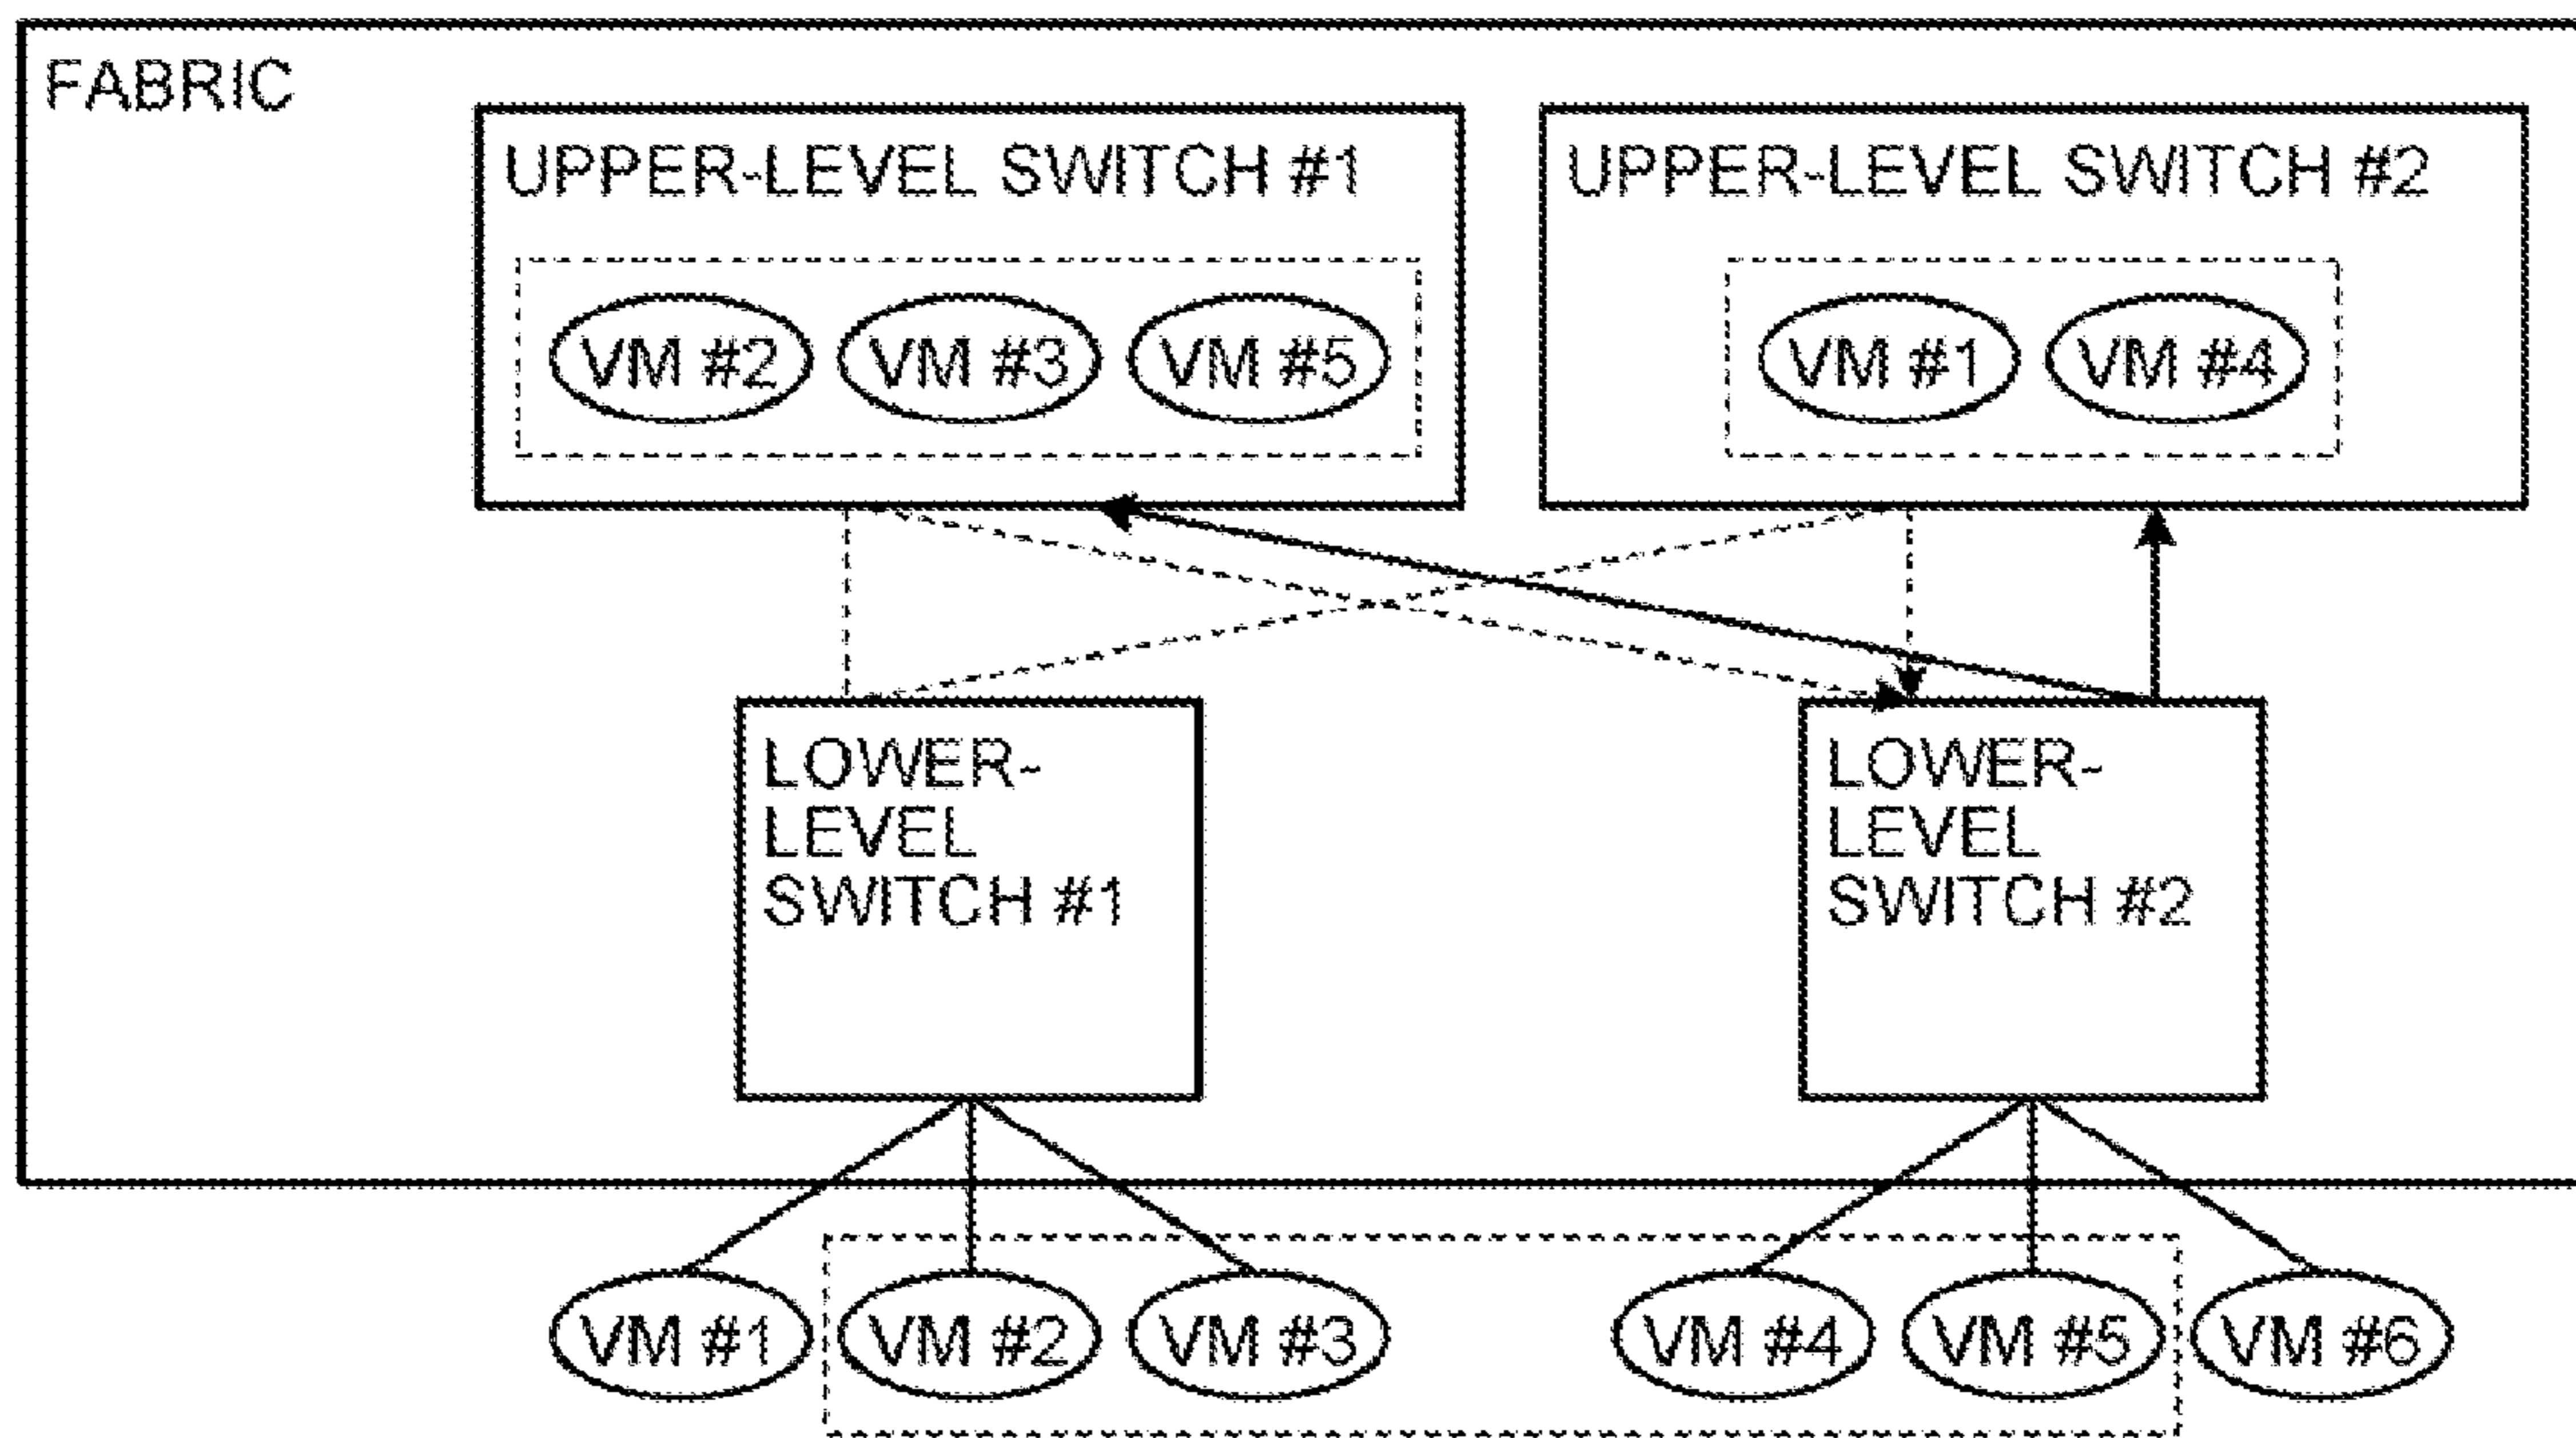 FABRIC
UPPER-LEVEL SWITCH #1
VM #2 VM #3 VM #5
UPPER-LEVEL SWITCH #2
VM #1 VM #4
LOWER-
LEVEL
SWITCH #1
LOWER-
LEVEL
SWITCH #2
VM #1 VM #2 VM #3 VM #4 VM #5 VM #6